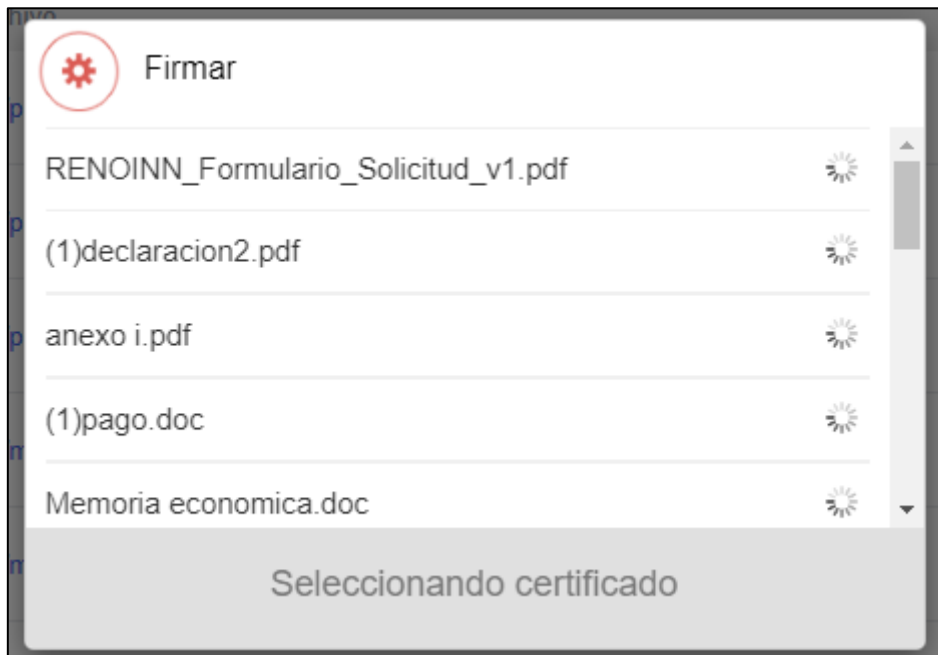 Firmar
RENOINN_Formulario_Solicitud_v1.pdf
(1)declaracion2.pdf
anexo i.pdf
(1)pago.doc
Memoria economica.doc
Seleccionando certificado